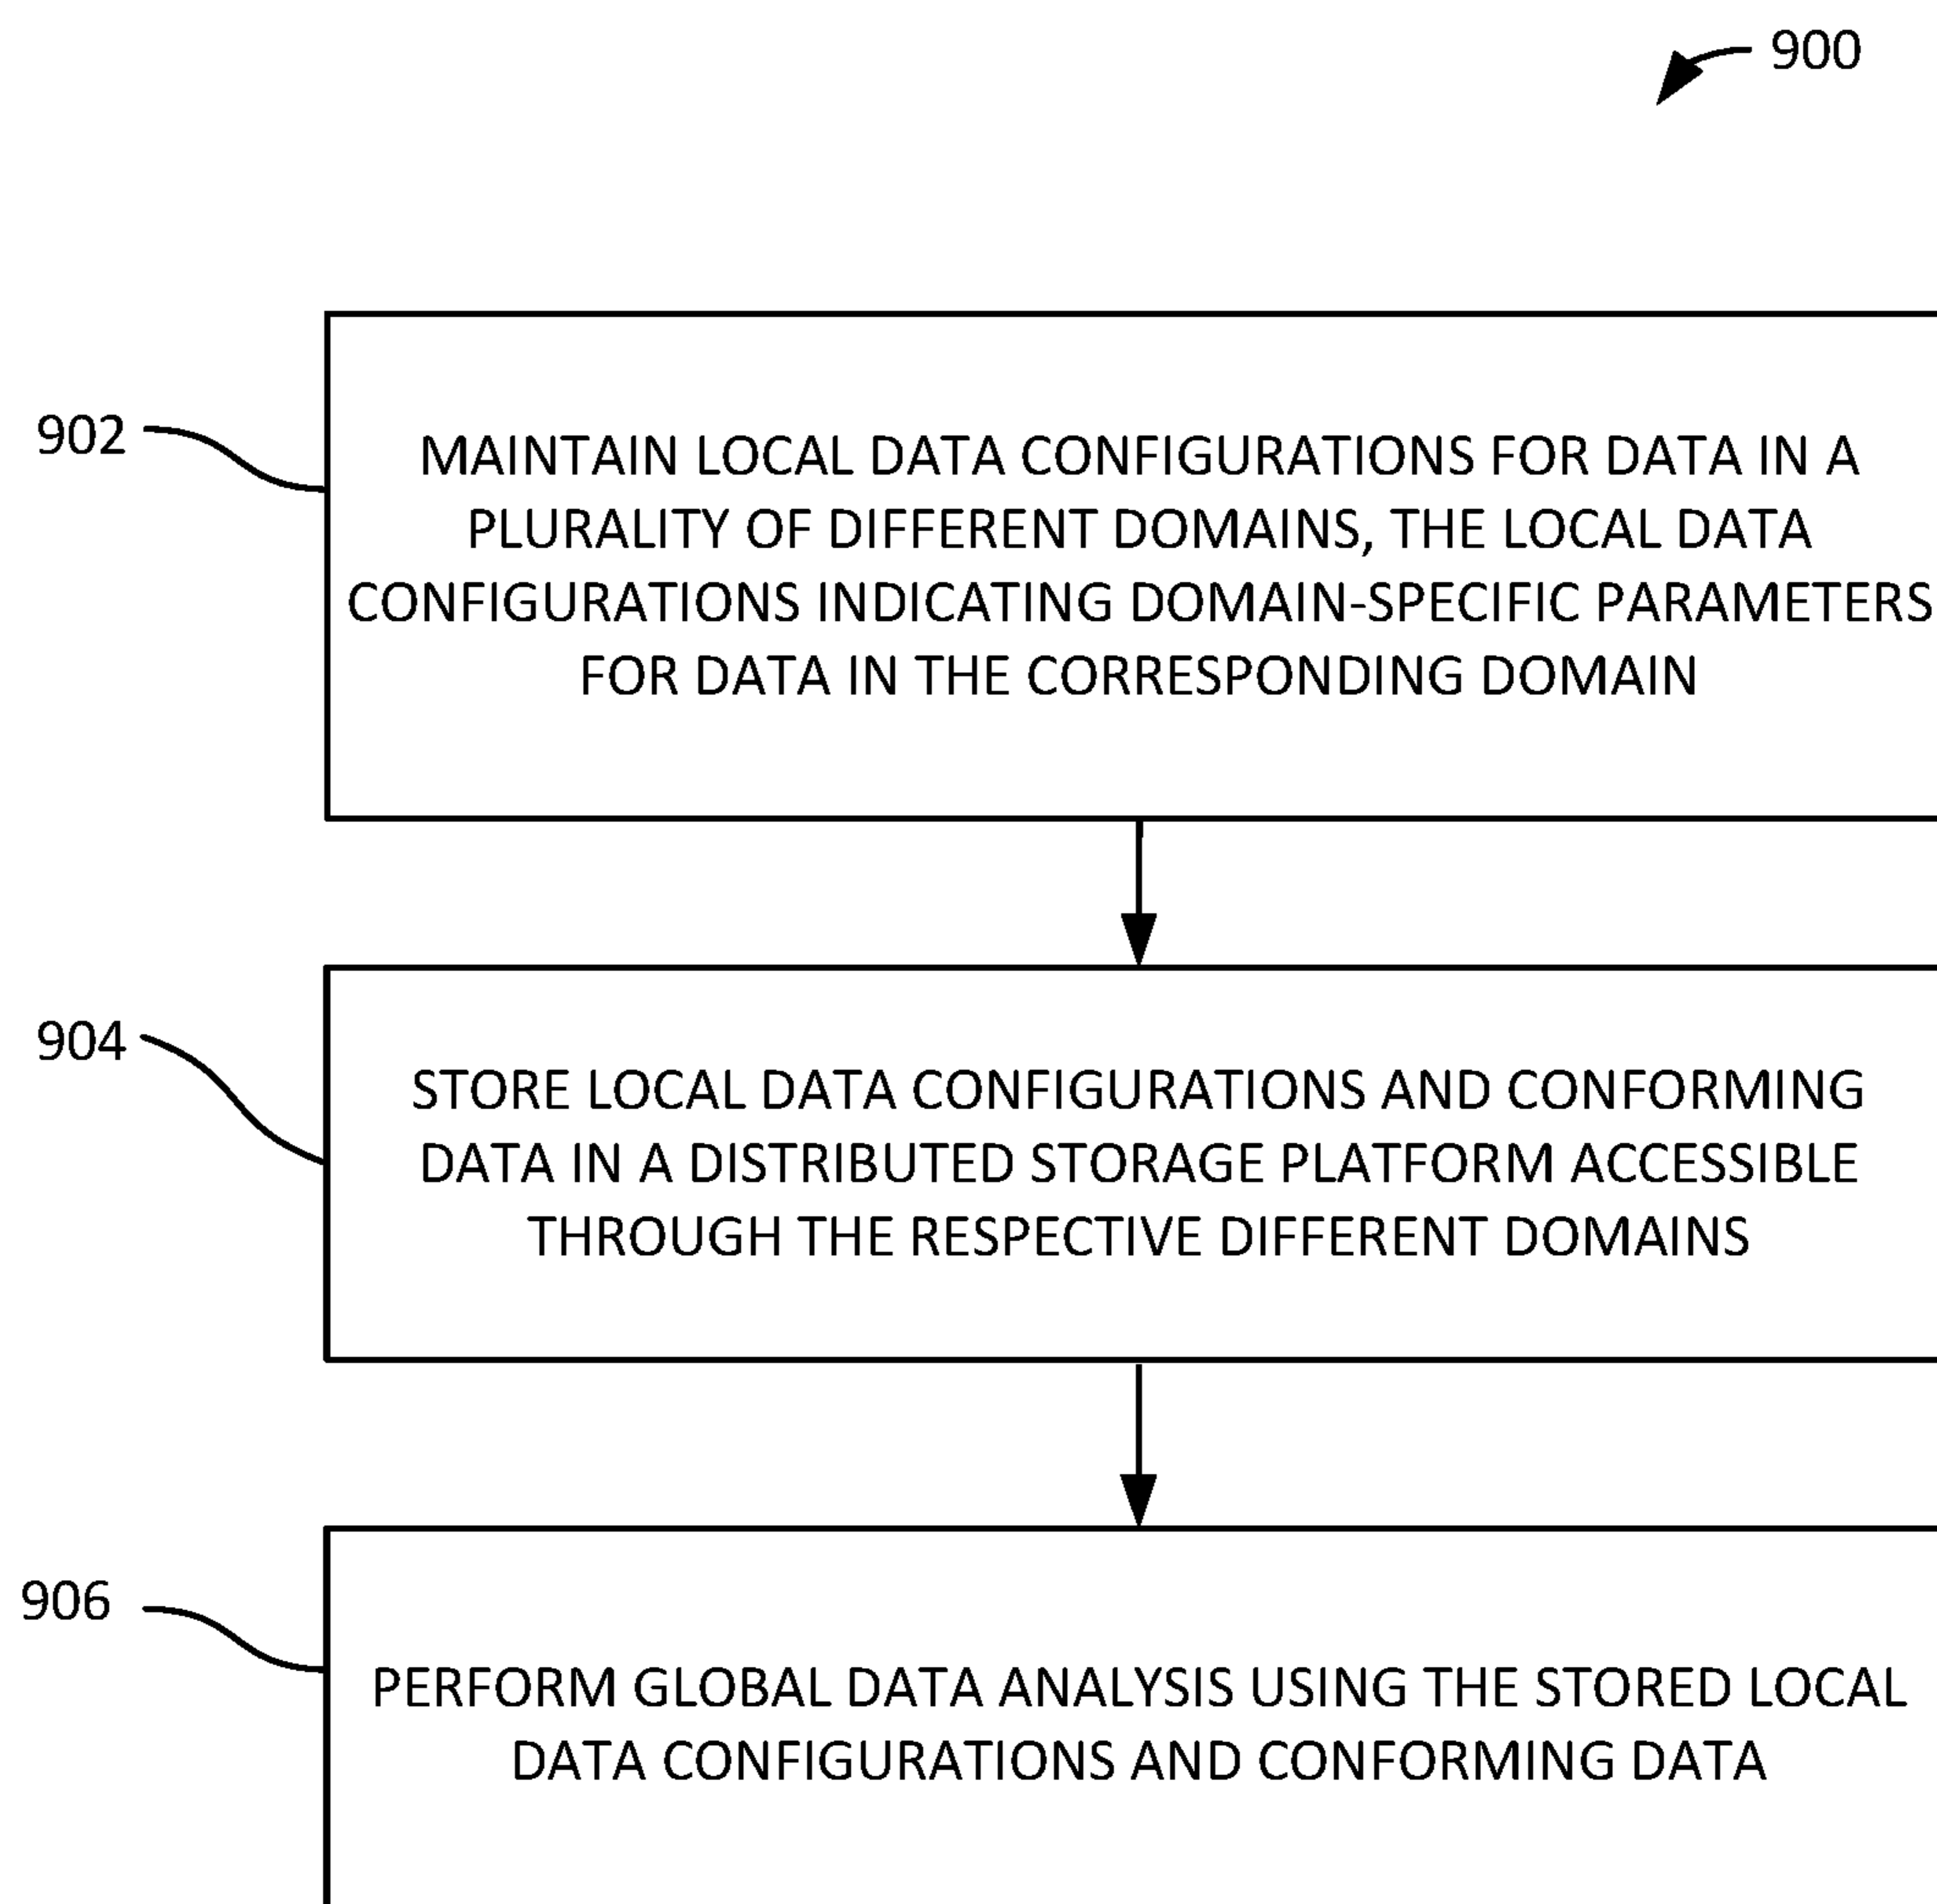 900
902
MAINTAIN LOCAL DATA CONFIGURATIONS FOR DATA IN A
PLURALITY OF DIFFERENT DOMAINS, THE LOCAL DATA
CONFIGURATIONS INDICATING DOMAIN-SPECIFIC PARAMETERS
FOR DATA IN THE CORRESPONDING DOMAIN
904
STORE LOCAL DATA CONFIGURATIONS AND CONFORMING
DATA IN A DISTRIBUTED STORAGE PLATFORM ACCESSIBLE
THROUGH THE RESPECTIVE DIFFERENT DOMAINS
906
PERFORM GLOBAL DATA ANALYSIS USING THE STORED LOCAL
DATA CONFIGURATIONS AND CONFORMING DATA